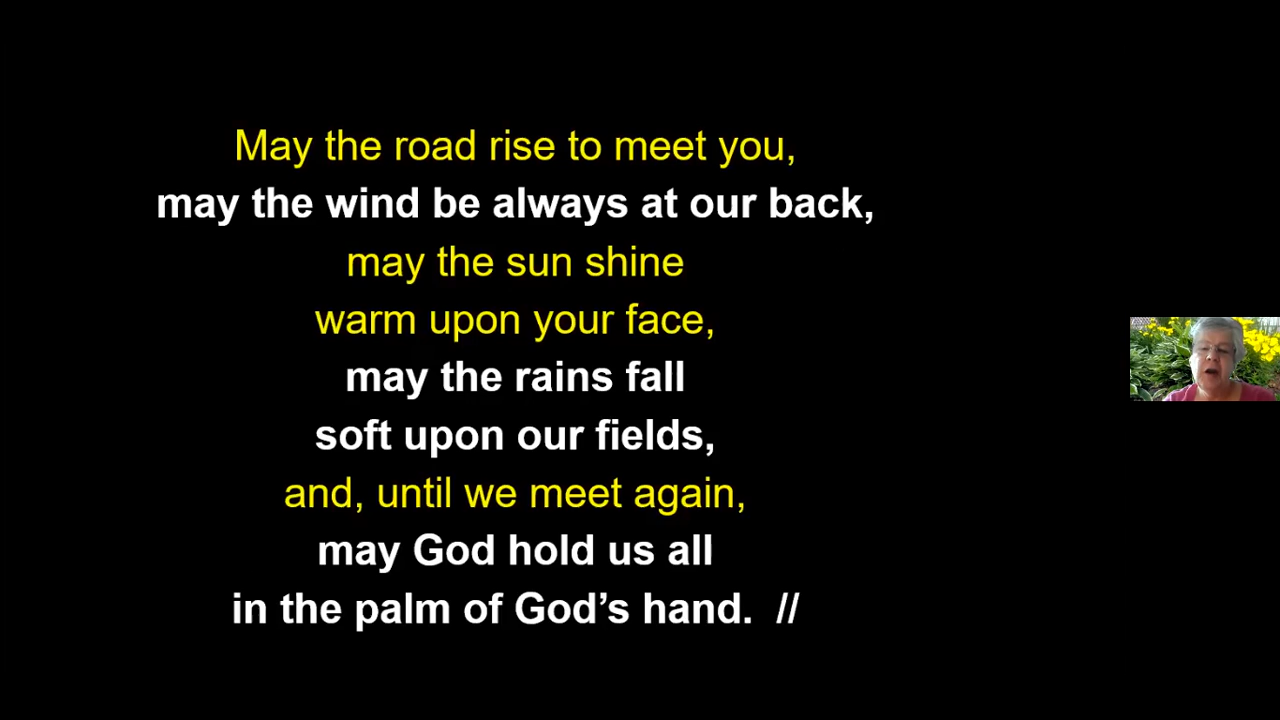 May the road rise to meet you,
may the wind be always at our back,
may the sun shine
warm upon your face,
may the rains fall
soft upon our fields,
and, until we meet again,
may God hold us all
in the palm of God’s hand.  //